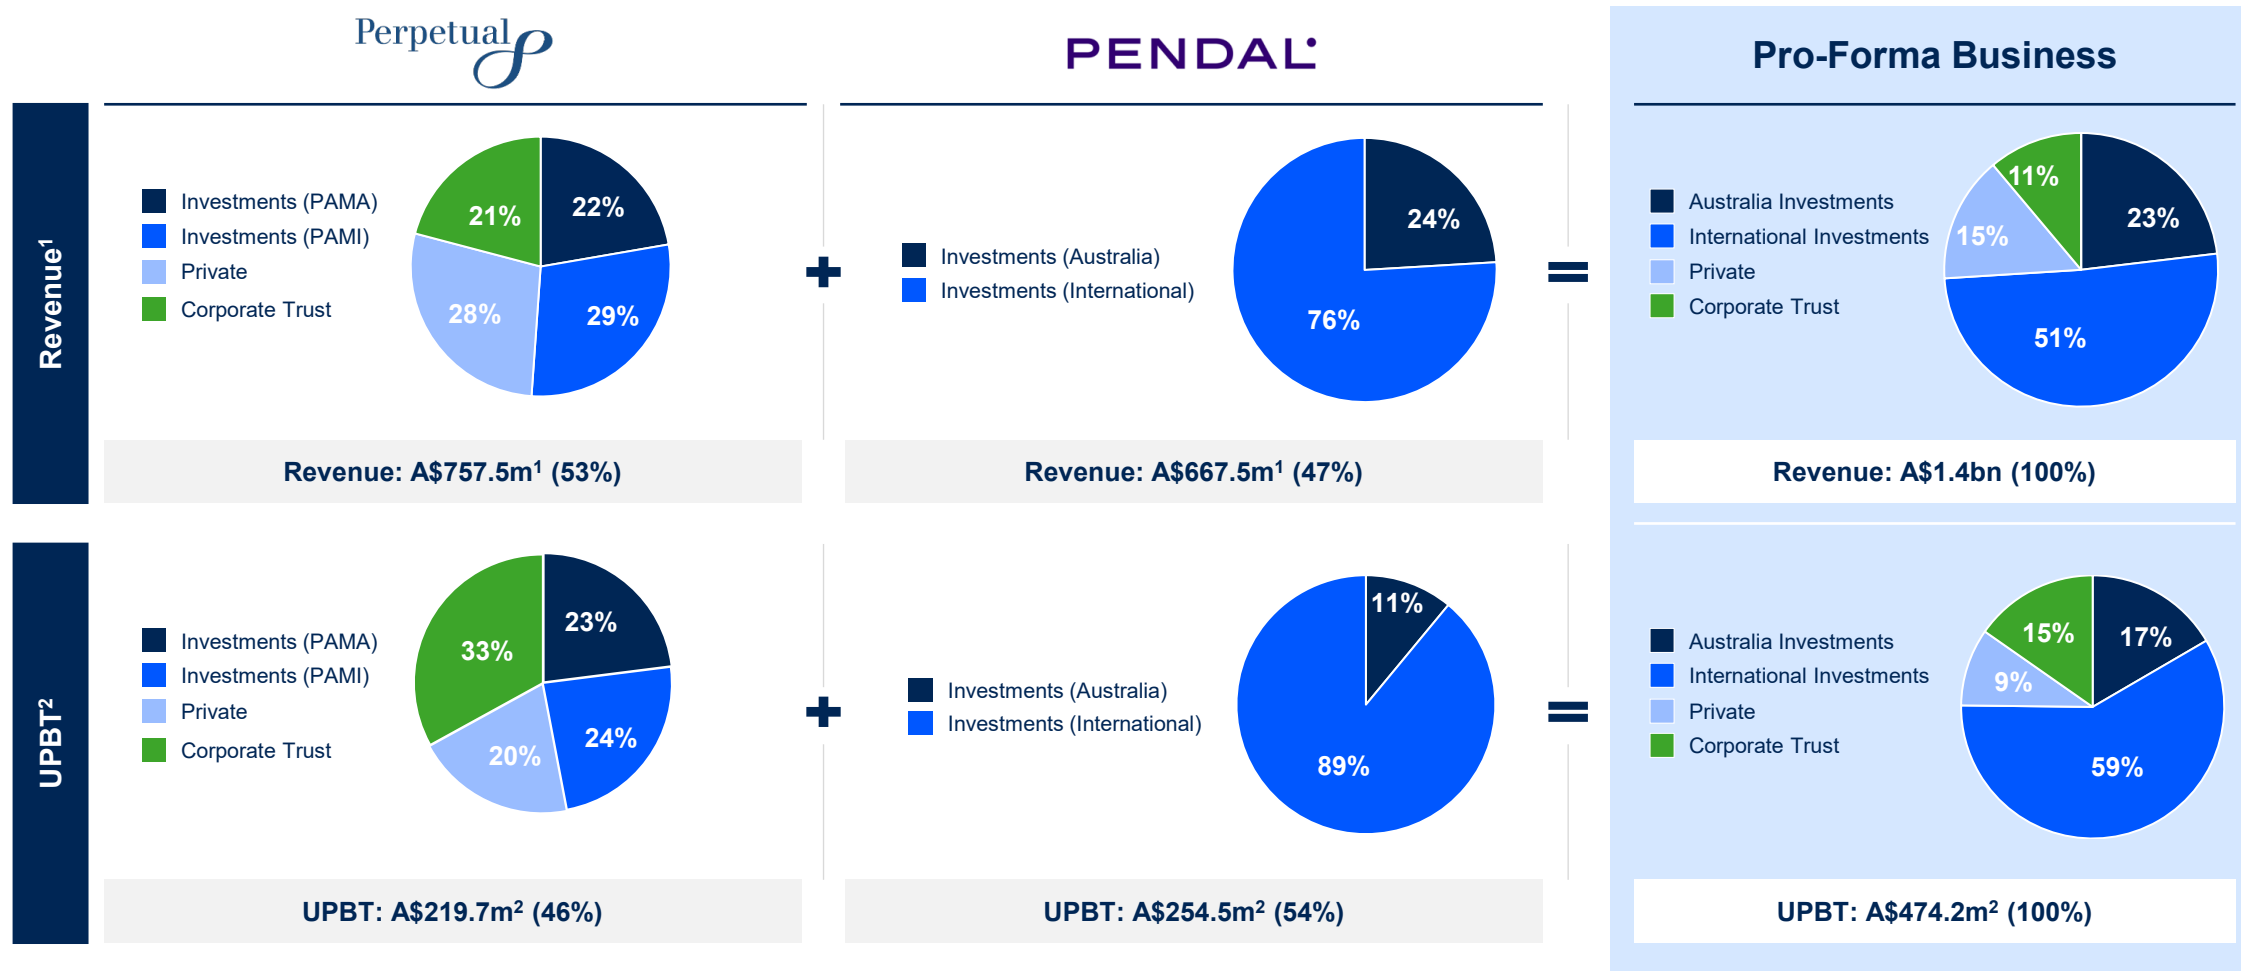 Perpetual
PENDAL
Pro-Forma Business
Revenue¹
Investments (PAMA)
Investments (PAMI)
Private
Corporate Trust
22%
29%
28%
21%
Investments (Australia)
Investments (International)
24%
76%
Australia Investments
International Investments
Private
Corporate Trust
23%
51%
15%
11%
+
=
Revenue: A$757.5m¹ (53%)
Revenue: A$667.5m¹ (47%)
Revenue: A$1.4bn (100%)
UPBT²
Investments (PAMA)
Investments (PAMI)
Private
Corporate Trust
23%
24%
20%
33%
Investments (Australia)
Investments (International)
11%
89%
Australia Investments
International Investments
Private
Corporate Trust
17%
59%
9%
15%
+
=
UPBT: A$219.7m² (46%)
UPBT: A$254.5m² (54%)
UPBT: A$474.2m² (100%)